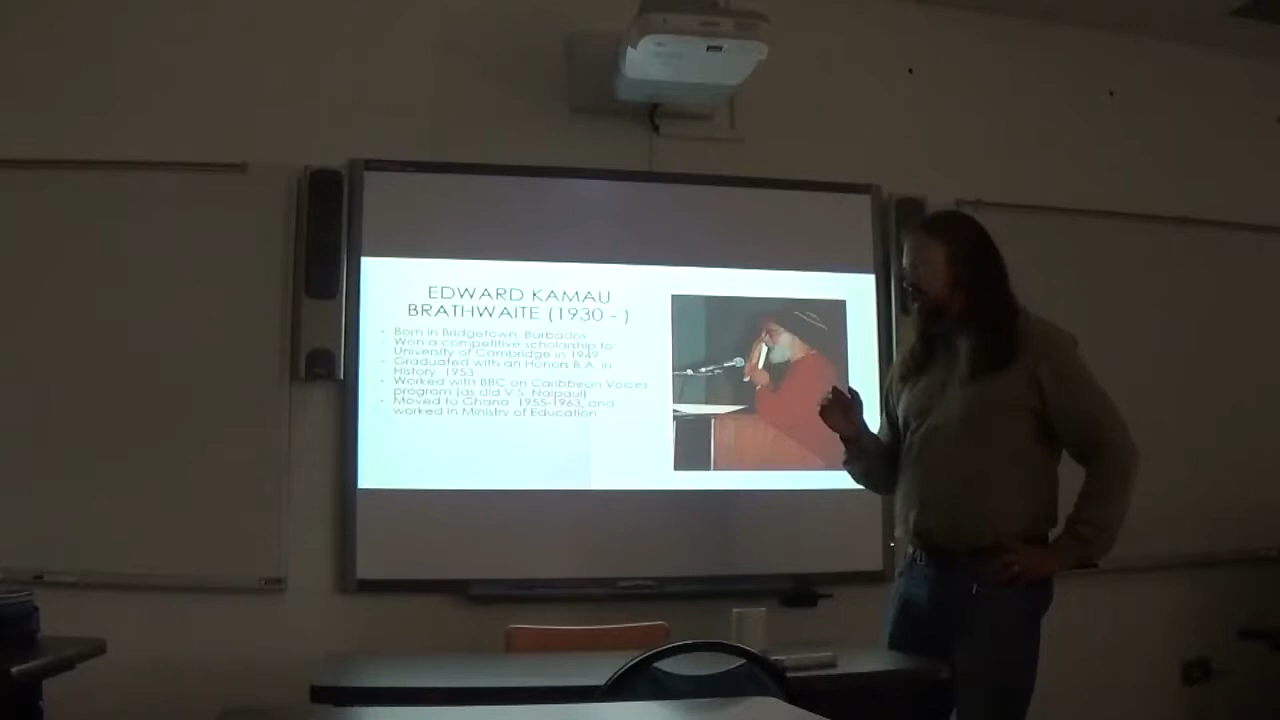 EDWARD KAMAU
BRATHWAITE (1930 - )
- Born in Bridgetown, Barbados
- Won a competitive scholarship to
University of Cambridge in 1949
- Graduated with an Honors B.A. in
History, 1953
- Worked with BBC on Caribbean Voices
program (as did V.S. Naipaul)
- Moved to Ghana, 1955-1963, and
worked in Ministry of Education